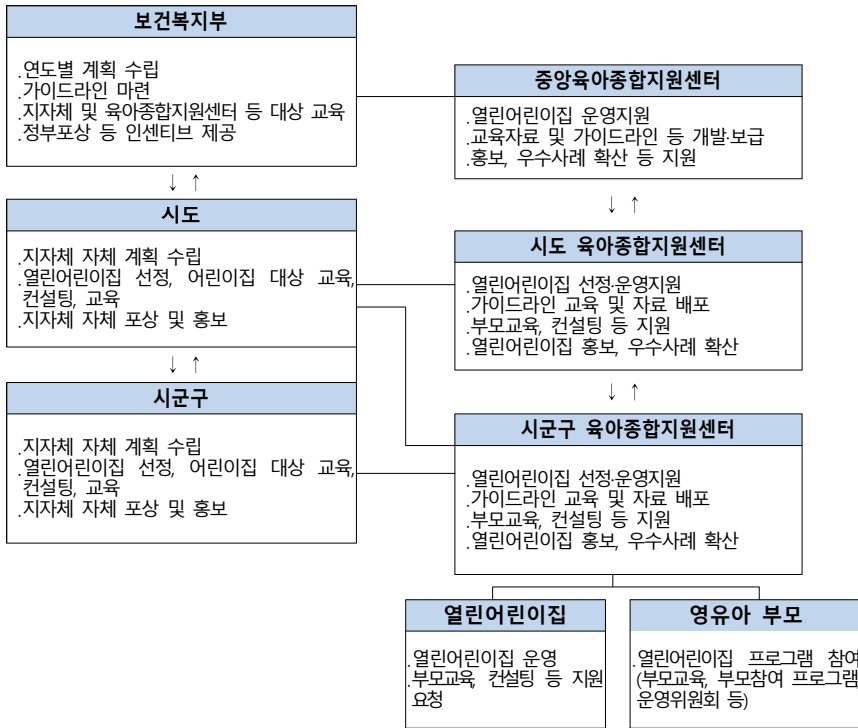 보건복지부
.연도별 계획 수립
.가이드라인 마련
.지자체 및 육아종합지원센터 등 대상 교육
.정부포상 등 인센티브 제공
↓ ↑
시도
.지자체 자체 계획 수립
.열린어린이집 선정, 어린이집 대상 교육,
컨설팅, 교육
.지자체 자체 포상 및 홍보
↓ ↑
시군구
.지자체 자체 계획 수립
.열린어린이집 선정, 어린이집 대상 교육,
컨설팅, 교육
.지자체 자체 포상 및 홍보
중앙육아종합지원센터
.열린어린이집 운영지원
.교육자료 및 가이드라인 등 개발·보급
.홍보, 우수사례 확산 등 지원
↓ ↑
시도 육아종합지원센터
.열린어린이집 선정·운영지원
.가이드라인 교육 및 자료 배포
.부모교육, 컨설팅 등 지원
.열린어린이집 홍보, 우수사례 확산
↓ ↑
시군구 육아종합지원센터
.열린어린이집 선정·운영지원
.가이드라인 교육 및 자료 배포
.부모교육, 컨설팅 등 지원
.열린어린이집 홍보, 우수사례 확산
열린어린이집
.열린어린이집 운영
.부모교육, 컨설팅 등 지원
요청
영유아 부모
.열린어린이집 프로그램 참여
(부모교육, 부모참여 프로그램,
운영위원회 등)